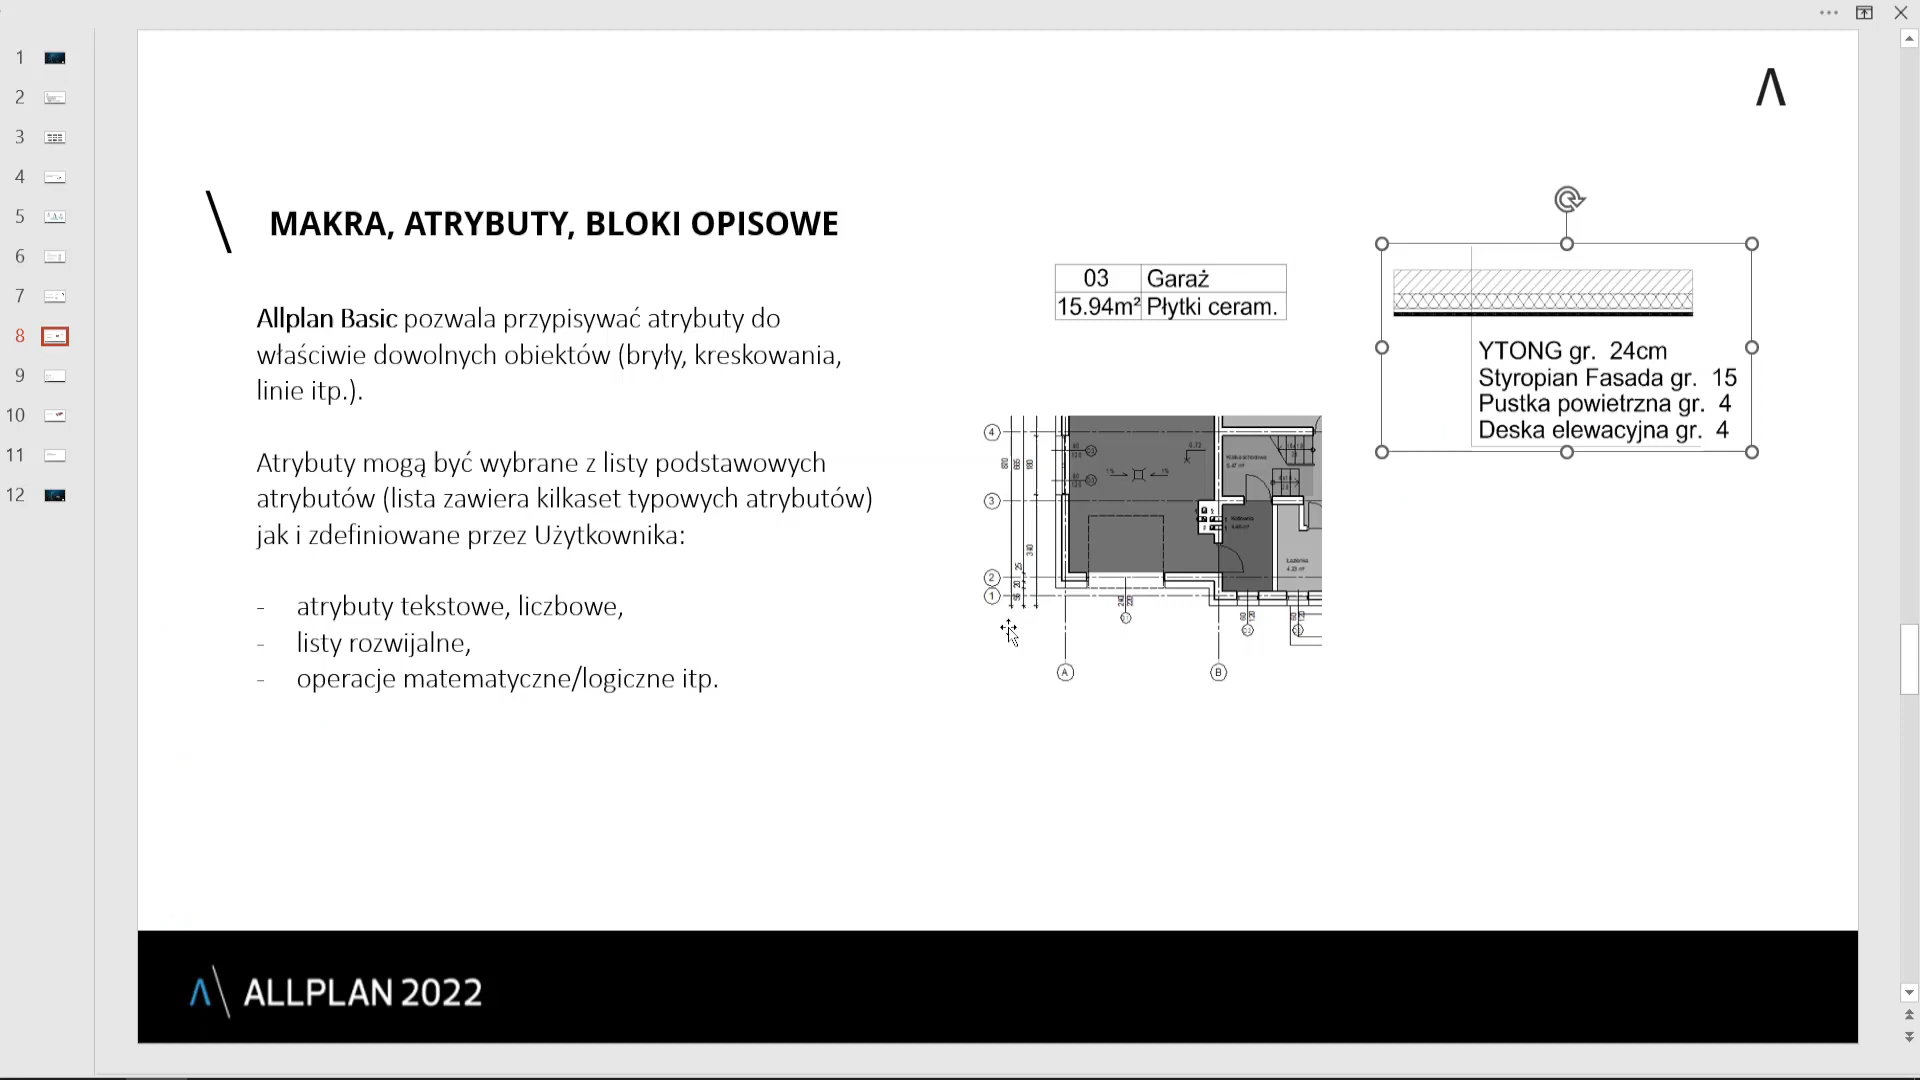 1
2
3
4
5
6
7
8
9
10
11
12
MAKRA, ATRYBUTY, BLOKI OPISOWE
Allplan Basic pozwala przypisywać atrybuty do
właściwie dowolnych obiektów (bryły, kreskowania,
linie itp.).
Atrybuty mogą być wybrane z listy podstawowych
atrybutów (lista zawiera kilkaset typowych atrybutów)
jak i zdefiniowane przez Użytkownika:
- atrybuty tekstowe, liczbowe,
- listy rozwijalne,
- operacje matematyczne/logiczne itp.
03 Garaż
15.94m² Płytki ceram.
YTONG gr. 24cm
Styropian Fasada gr. 15
Pustka powietrzna gr. 4
Deska elewacyjna gr. 4
4
3
2
1
A
B
ALLPLAN 2022